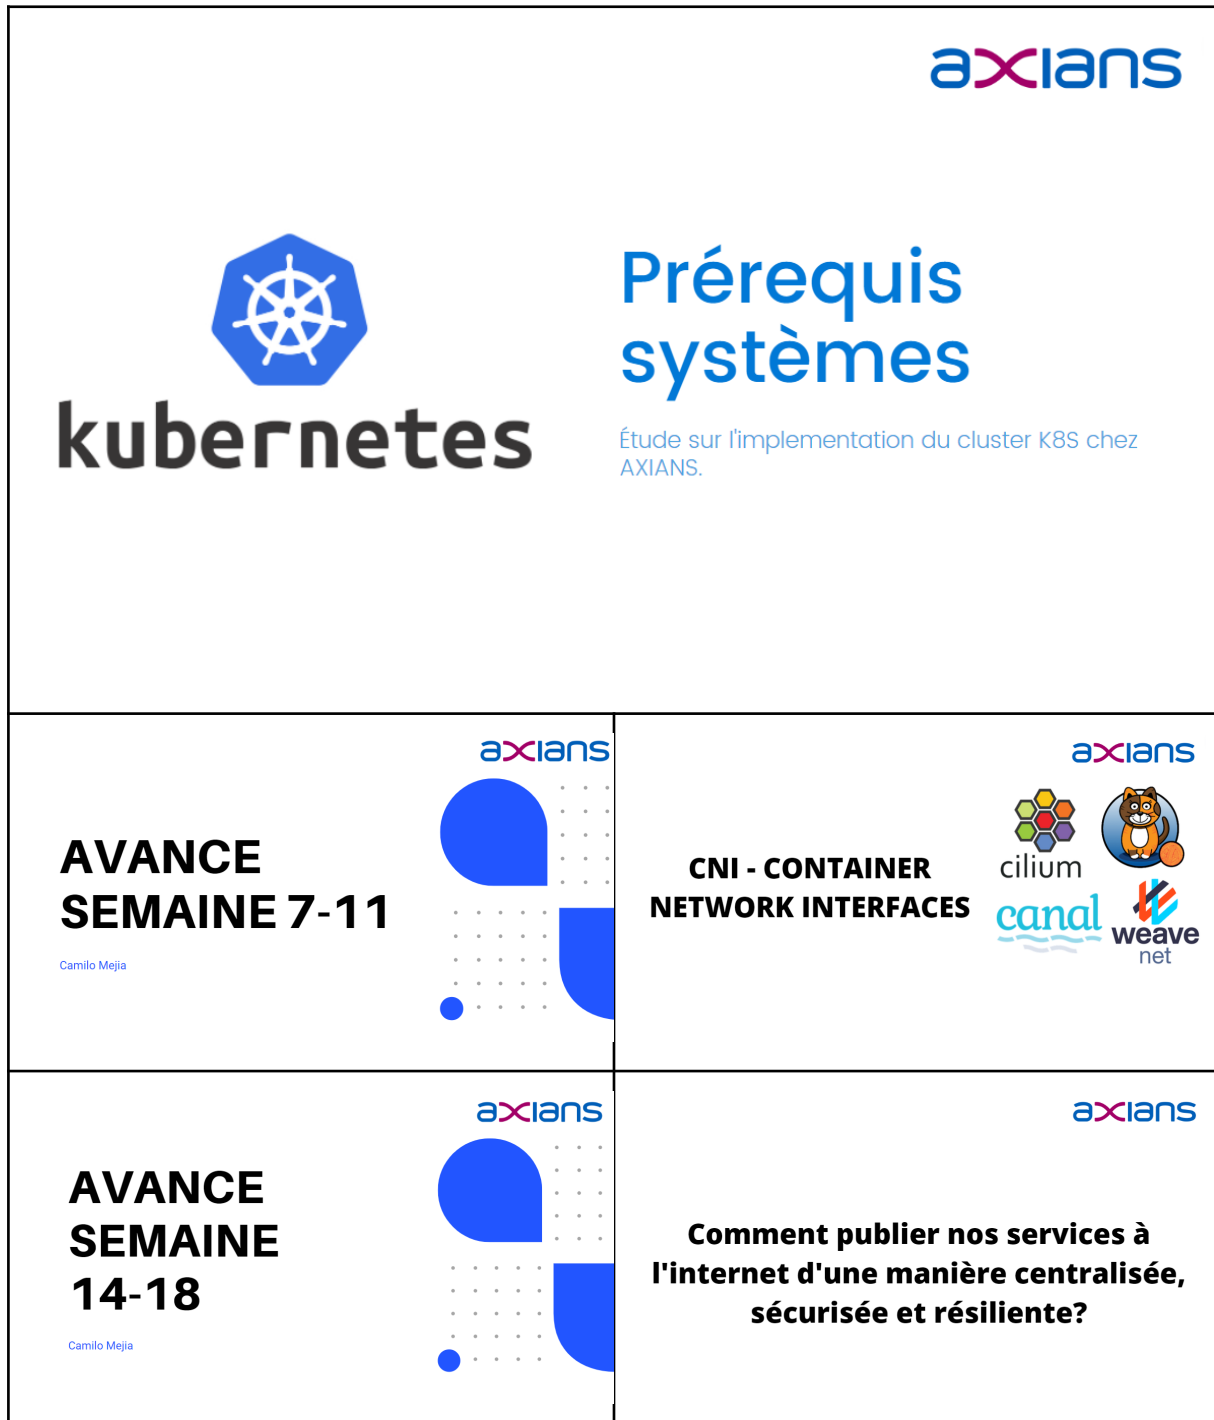 axians
kubernetes
Prérequis
systèmes
Étude sur l'implementation du cluster K8S chez
AXIANS.
axians
AVANCE
SEMAINE 7-11
Camilo Mejia
axians
CNI - CONTAINER
NETWORK INTERFACES
cilium
canal
weave
net
axians
AVANCE
SEMAINE
14-18
Camilo Mejia
axians
Comment publier nos services à
l'internet d'une manière centralisée,
sécurisée et résiliente?